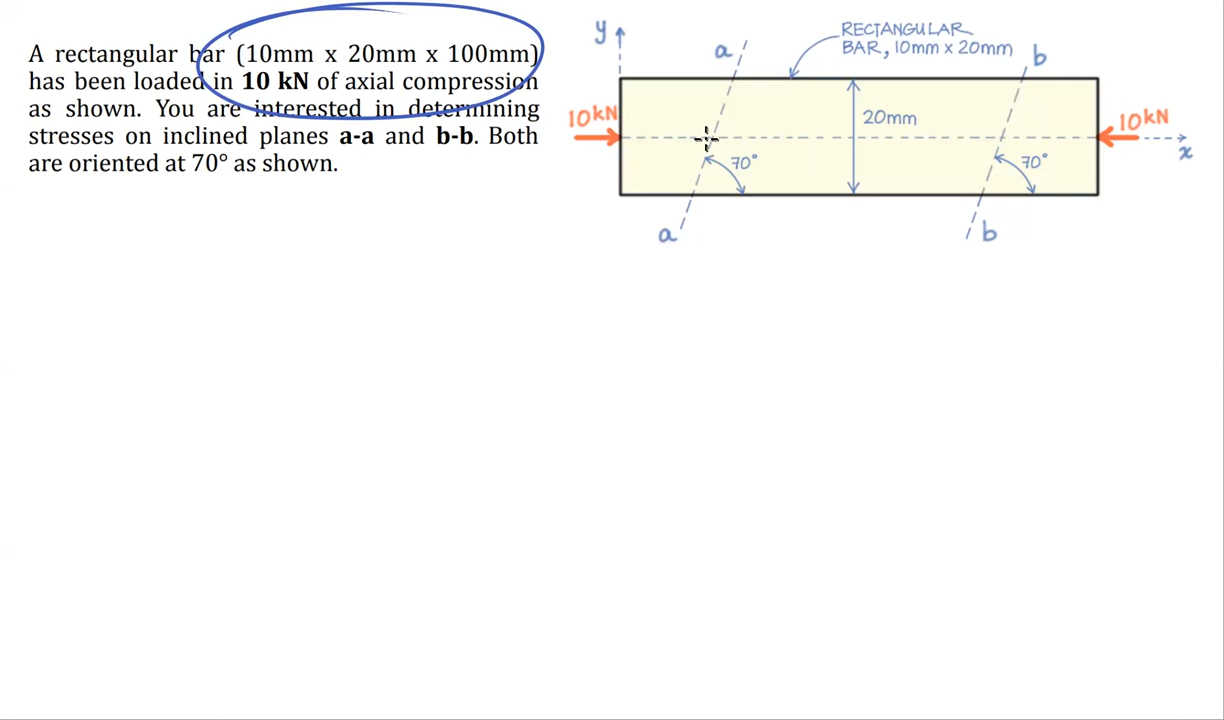 A rectangular bar (10mm x 20mm x 100mm)
has been loaded in 10 kN of axial compression
as shown. You are interested in determining
stresses on inclined planes a-a and b-b. Both
are oriented at 70° as shown.
y
a
RECTANGULAR
BAR, 10mm x 20mm
b
10kN
20mm
10kN
x
70°
70°
a
b